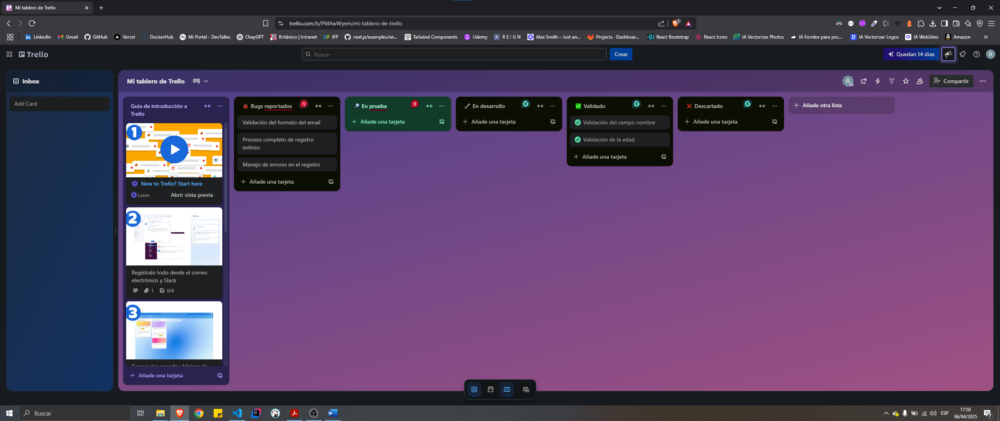 Mi tablero de Trello
trello.com/b/PMAwWyem/mi-tablero-de-trello
1
LinkedIn
Gmail
GitHub
Vercel
DockerHub
Mi Portal - DevTalles
ChayGPT
Británico | Intranet
IFP
next.js/examples/wi...
Tailwind Components
Udemy
R E ! G N
Alex Smith – Just an...
Projects · Dashboar...
React Bootstrap
React Icons
IA Vectorizar Photos
IA Fondos para pro...
IA Vectorizar Logos
IA WebSites
Amazon
Trello
Buscar
Crear
Quedan 14 días
R
Inbox
Add Card
Mi tablero de Trello
R
Compartir
Guía de introducción a
Trello
1
New to Trello? Start here
Loom
Abrir vista previa
2
Regístralo todo desde el correo
electrónico y Slack
1
0/4
3
Añade una tarjeta
Bugs reportados
1
Validación del formato del email
Proceso completo de registro
exitoso
Manejo de errores en el registro
Añade una tarjeta
En prueba
1
Añade una tarjeta
En desarrollo
Añade una tarjeta
Validado
Validación del campo nombre
Validación de la edad
Añade una tarjeta
Descartado
Añade una tarjeta
Añade otra lista
Buscar
ESP
17:50
06/04/2025
7